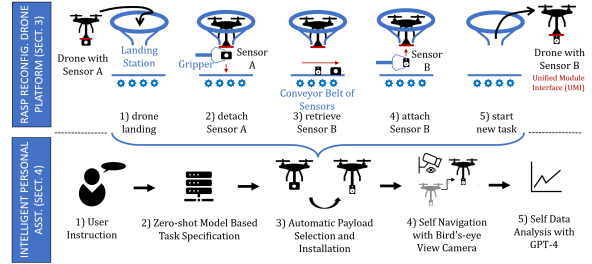 RASP RECONFIG. DRONE
PLATFORM (SECT. 3)
Drone with
Sensor A
Landing
Station
Gripper
Sensor
A
Conveyor Belt of
Sensors
Sensor
B
Drone with
Sensor B
Unified Module
Interface (UMI)
1) drone
landing
2) detach
Sensor A
3) retrieve
Sensor B
4) attach
Sensor B
5) start
new task
INTELLIGENT PERSONAL
ASST. (SECT. 4)
1) User
Instruction
2) Zero-shot Model Based
Task Specification
3) Automatic Payload
Selection and
Installation
4) Self Navigation
with Bird's-eye
View Camera
5) Self Data
Analysis with
GPT-4